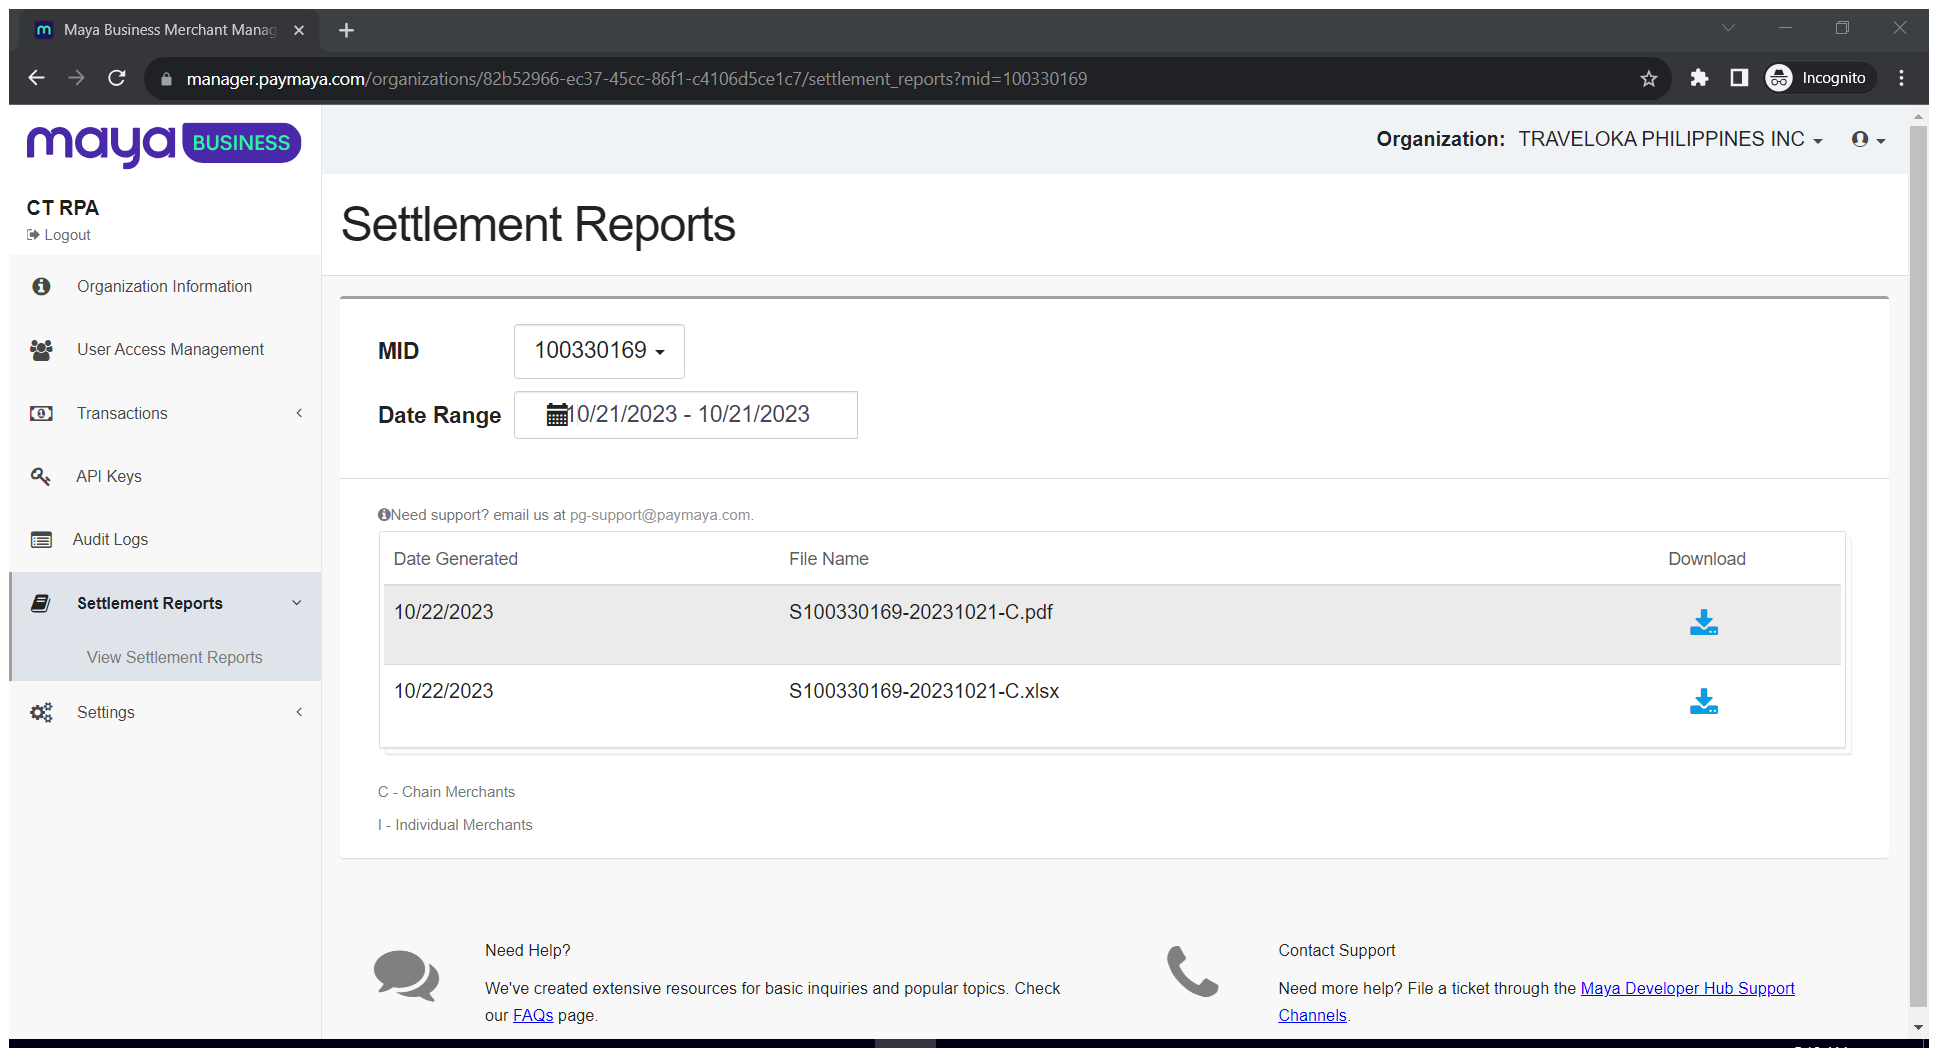 Maya Business Merchant Manag
manager.paymaya.com/organizations/82b52966-ec37-45cc-86f1-c4106d5ce1c7/settlement_reports?mid=100330169
Incognito
maya BUSINESS
Organization: TRAVELOKA PHILIPPINES INC
CT RPA
Logout
Organization Information
User Access Management
Transactions
API Keys
Audit Logs
Settlement Reports
View Settlement Reports
Settings
Settlement Reports
MID 100330169
Date Range 10/21/2023 - 10/21/2023
Need support? email us at pg-support@paymaya.com.
Date Generated File Name Download
10/22/2023 S100330169-20231021-C.pdf
10/22/2023 S100330169-20231021-C.xlsx
C - Chain Merchants
I - Individual Merchants
Need Help?
We've created extensive resources for basic inquiries and popular topics. Check
our FAQs page.
Contact Support
Need more help? File a ticket through the Maya Developer Hub Support
Channels.